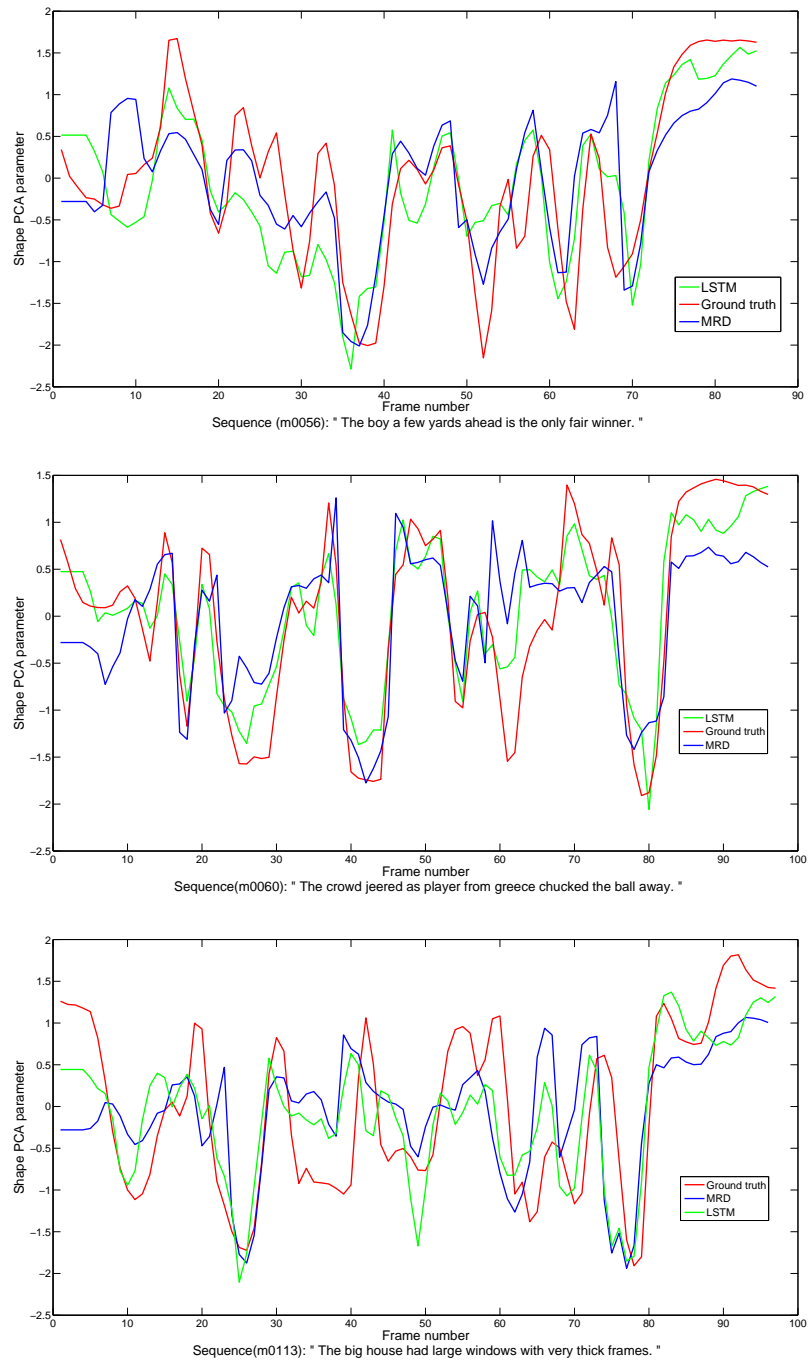 2
1.5
1
0.5
0
-0.5
-1
-1.5
-2
-2.5
Shape PCA parameter
LSTM
Ground truth
MRD
0 10 20 30 40 50 60 70 80 90
Frame number
Sequence (m0056): " The boy a few yards ahead is the only fair winner. "
1.5
1
0.5
0
-0.5
-1
-1.5
-2
-2.5
Shape PCA parameter
LSTM
Ground truth
MRD
0 10 20 30 40 50 60 70 80 90 100
Frame number
Sequence(m0060): " The crowd jeered as player from greece chucked the ball away. "
2
1.5
1
0.5
0
-0.5
-1
-1.5
-2
-2.5
Shape PCA parameter
Ground truth
MRD
LSTM
0 10 20 30 40 50 60 70 80 90 100
Frame number
Sequence(m0113): " The big house had large windows with very thick frames. "